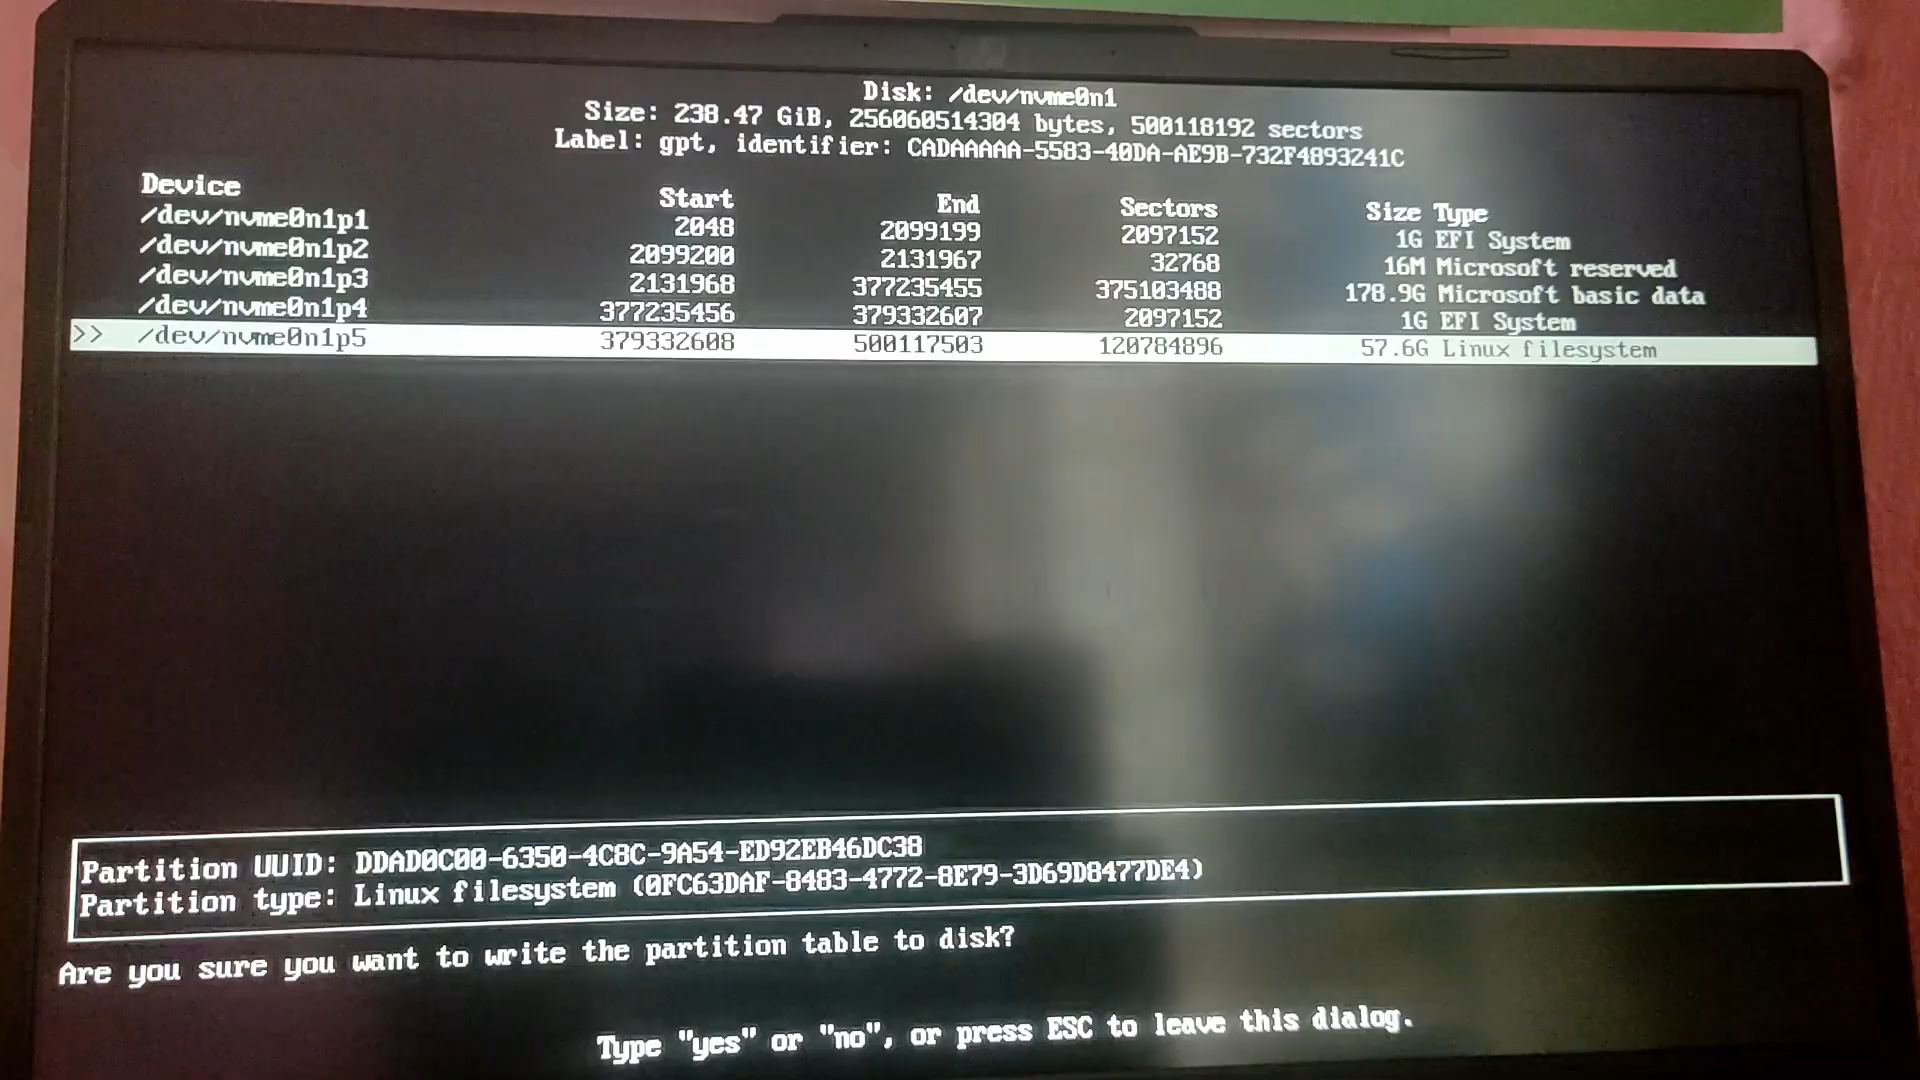 Disk: /dev/nvme0n1
Size: 238.47 GiB, 256060514304 bytes, 500118192 sectors
Label: gpt, identifier: CADAAAAA-5583-40DA-AE9B-732F4893241C
Device Start End Sectors Size Type
/dev/nvme0n1p1 2048 2099199 2097152 1G EFI System
/dev/nvme0n1p2 2099200 2131967 32768 16M Microsoft reserved
/dev/nvme0n1p3 2131968 377235455 375103488 178.9G Microsoft basic data
/dev/nvme0n1p4 377235456 379332607 2097152 1G EFI System
>> /dev/nvme0n1p5 379332608 500117503 120784896 57.6G Linux filesystem
Partition UUID: DDAD0C00-6350-4C8C-9A54-ED92EB46DC38
Partition type: Linux filesystem (0FC63DAF-8483-4772-8E79-3D69D8477DE4)
Are you sure you want to write the partition table to disk?
Type "yes" or "no", or press ESC to leave this dialog.